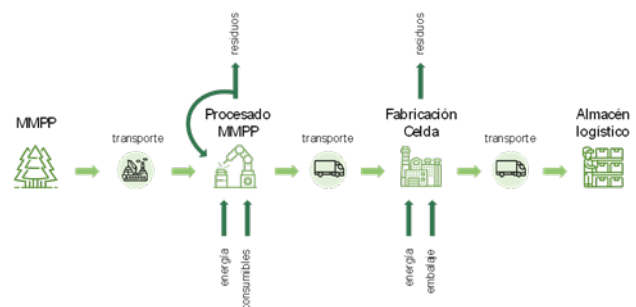 residuos
residuos
MMPP
Procesado
MMPP
Fabricación
Celda
Almacén
logístico
transporte
transporte
transporte
energía
consumibles
energía
embalaje